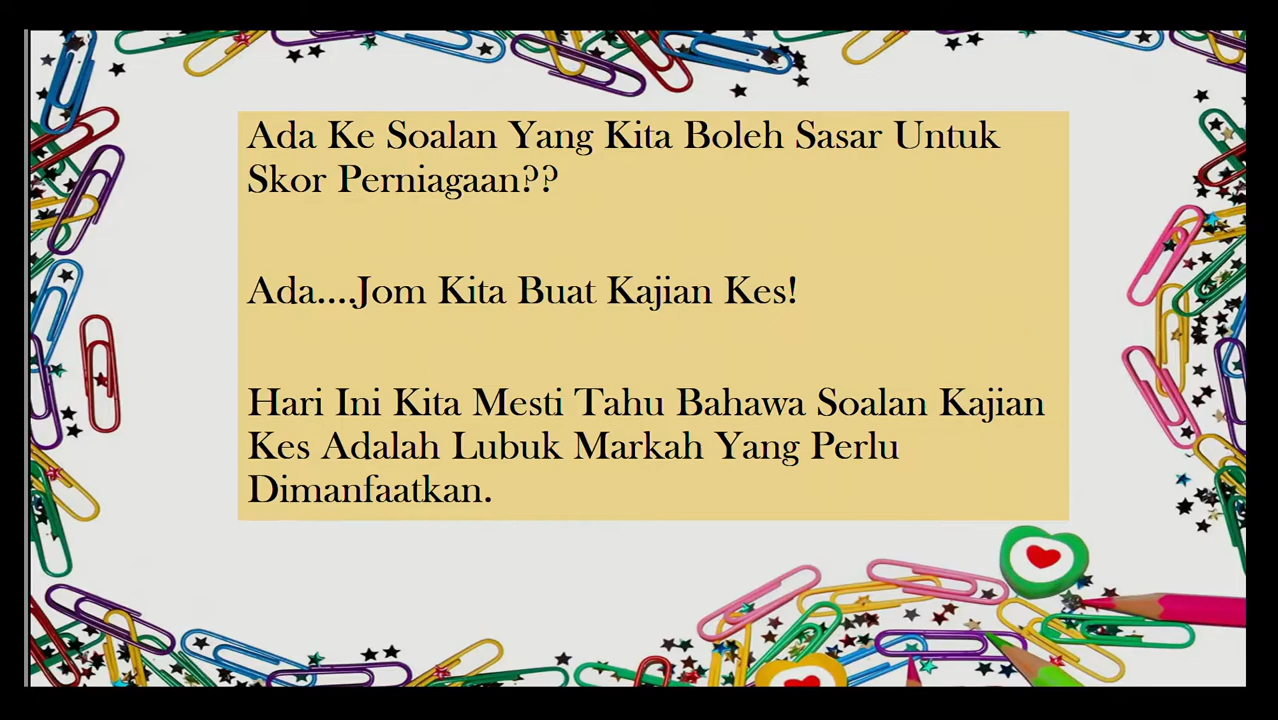 Ada Ke Soalan Yang Kita Boleh Sasar Untuk
Skor Perniagaan??
Ada....Jom Kita Buat Kajian Kes!
Hari Ini Kita Mesti Tahu Bahawa Soalan Kajian
Kes Adalah Lubuk Markah Yang Perlu
Dimanfaatkan.